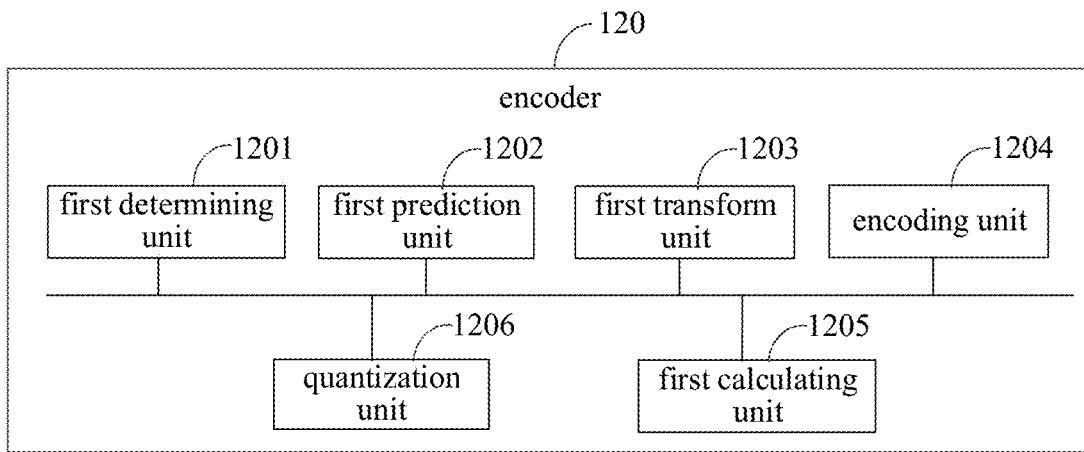 120
encoder
1201
1202
1203
1204
first determining
unit
first prediction
unit
first transform
unit
encoding unit
1206
1205
quantization
unit
first calculating
unit